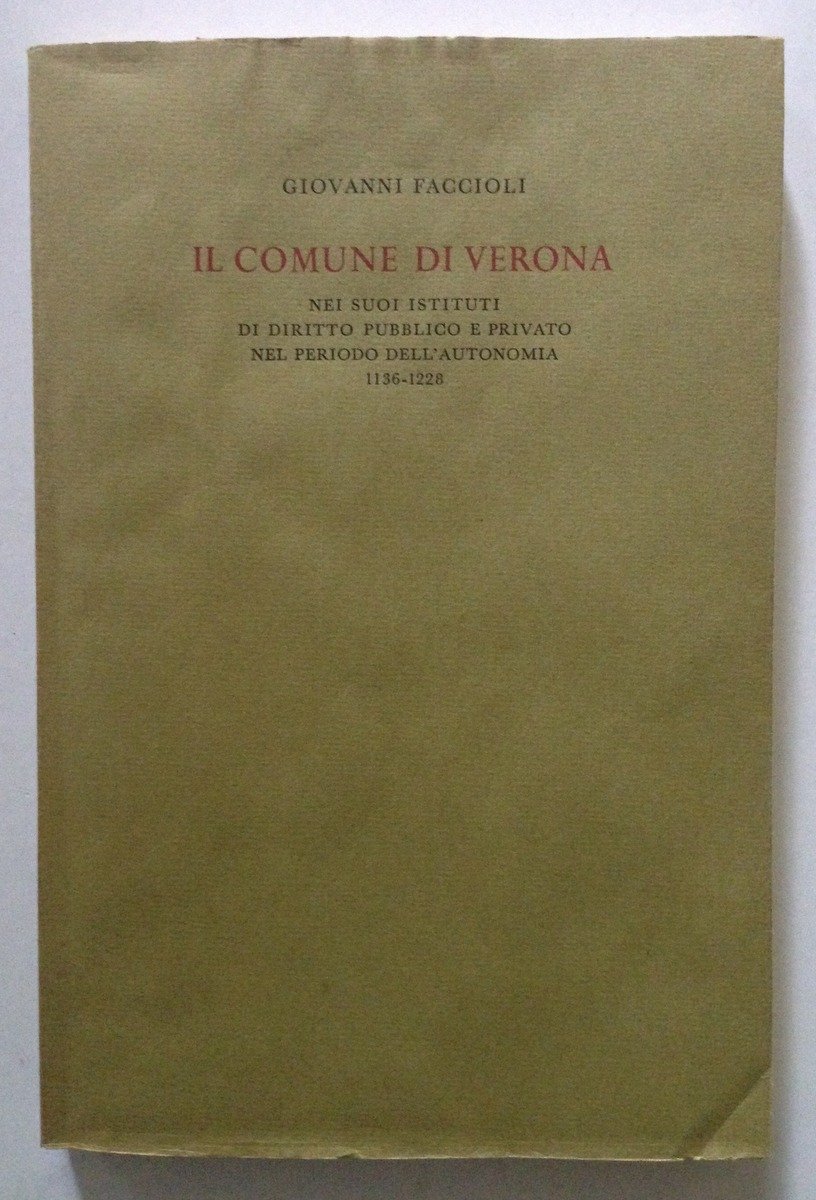 GIOVANNI FACCIOLI
IL COMUNE DI VERONA
NEI SUOI ISTITUTI
DI DIRITTO PUBBLICO E PRIVATO
NEL PERIODO DELL'AUTONOMIA
1136-1228